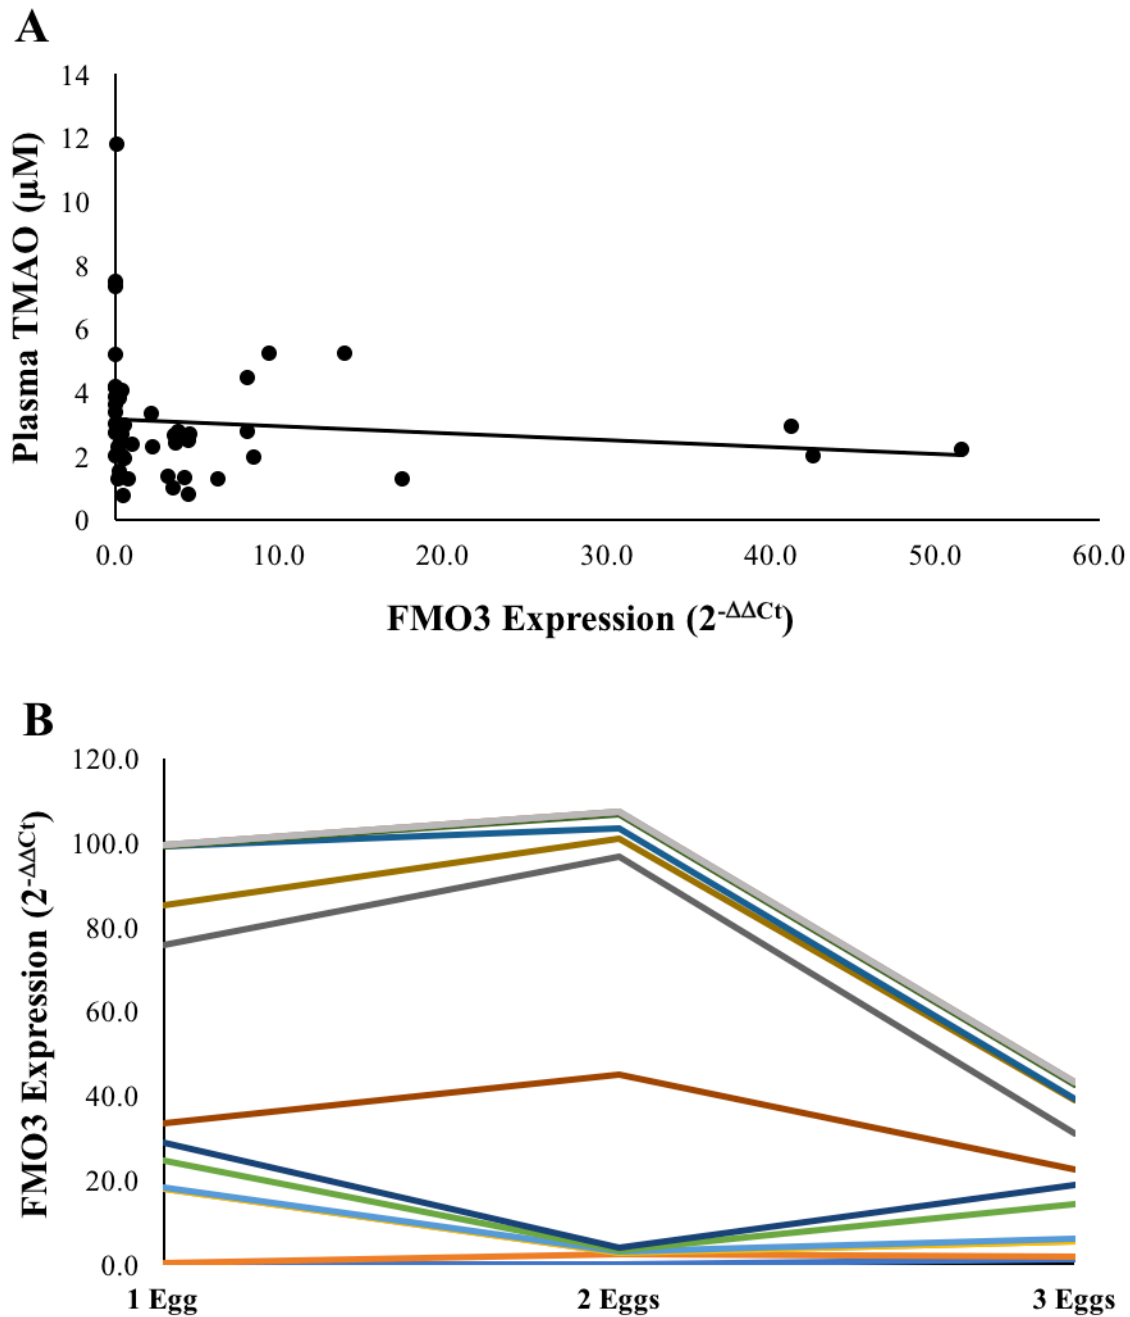 A
14
12
10
8
6
4
2
0
Plasma TMAO (µM)
0.0 10.0 20.0 30.0 40.0 50.0 60.0
FMO3 Expression (2-ΔΔCt)
B
120.0
100.0
80.0
60.0
40.0
20.0
0.0
FMO3 Expression (2-ΔΔCt)
1 Egg 2 Eggs 3 Eggs